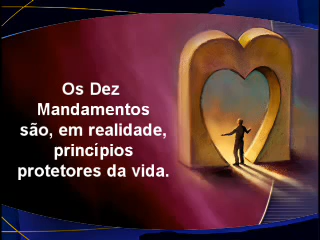 Os Dez
Mandamentos
são, em realidade,
princípios
protetores da vida.